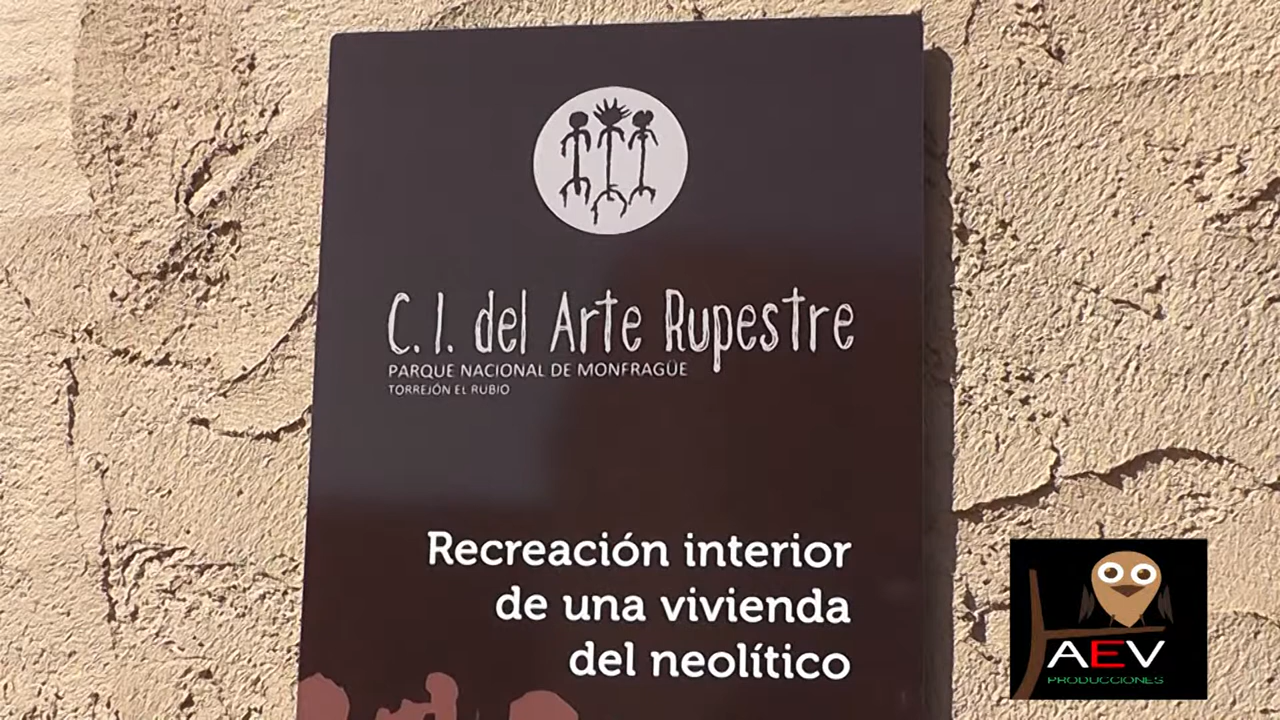 C. I. del Arte Rupestre
PARQUE NACIONAL DE MONFRAGÜE
TORREJÓN EL RUBIO
Recreación interior
de una vivienda
del neolítico
AEV
PRODUCCIONES